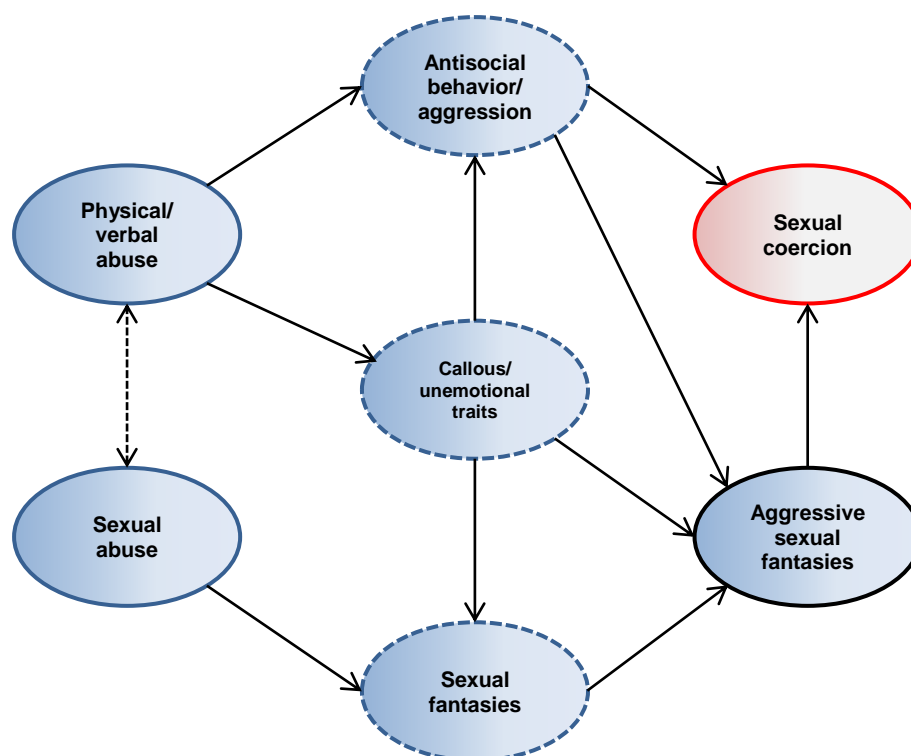 Antisocial
behavior/
aggression
Physical/
verbal
abuse
Sexual
coercion
Callous/
unemotional
traits
Sexual
abuse
Aggressive
sexual
fantasies
Sexual
fantasies